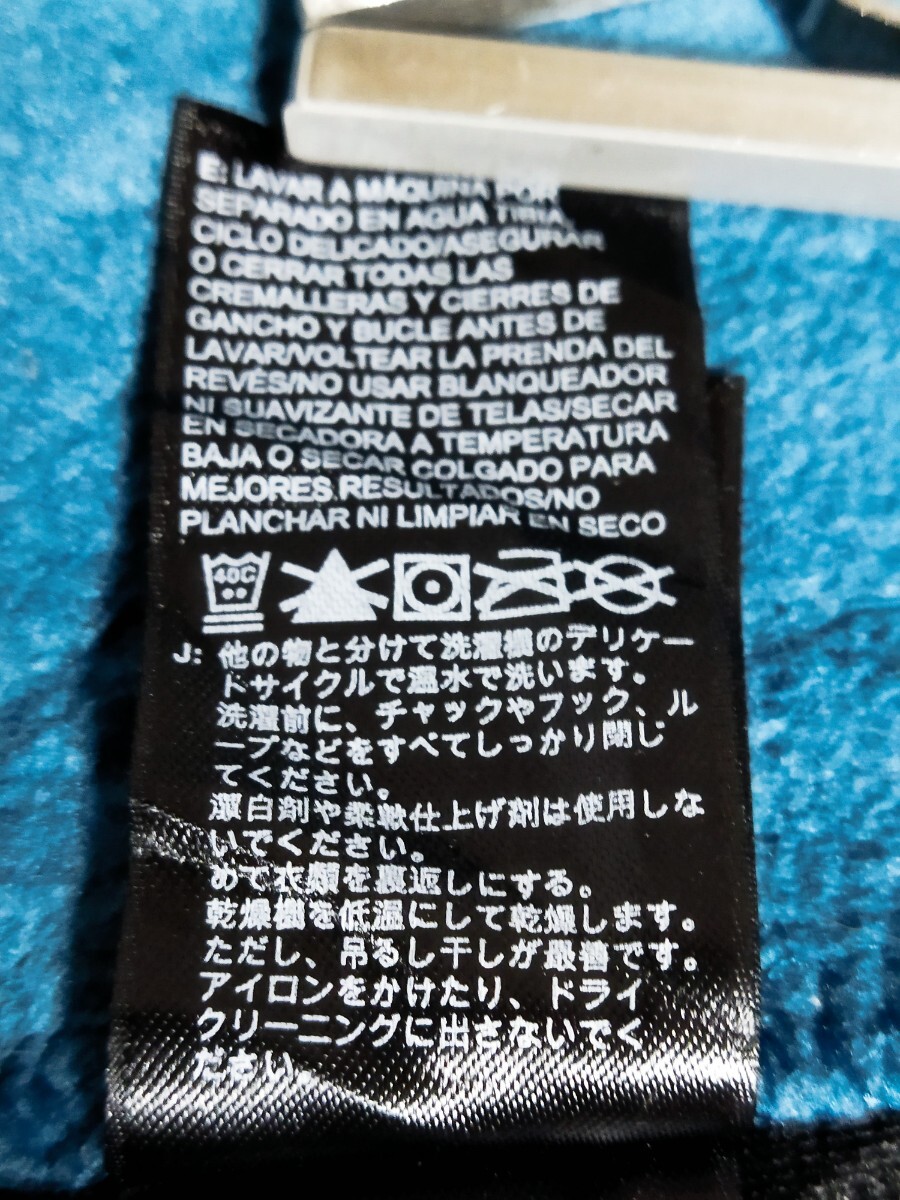 E: LAVAR A MÁQUINA POR
SEPARADO EN AGUA TIBIA,
CICLO DELICADO/ASEGURAR
O CERRAR TODAS LAS
CREMALLERAS Y CIERRES DE
GANCHO Y BUCLE ANTES DE
LAVAR/VOLTEAR LA PRENDA DEL
REVÉS/NO USAR BLANQUEADOR
NI SUAVIZANTE DE TELAS/SECAR
EN SECADORA A TEMPERATURA
BAJA O SECAR COLGADO PARA
MEJORES RESULTADOS/NO
PLANCHAR NI LIMPIAR EN SECO
40C
J: 他の物と分けて洗濯機のデリケー
トサイクルで温水で洗います。
洗濯前に、チャックやフック、ル
ープなどをすべてしっかり閉じ
てください。
潔白剤や柔軟仕上げ剤は使用しな
いでください。
めて衣類を裏返しにする。
乾燥機を低温にして乾燥します。
ただし、吊るし干しが最善です。
アイロンをかけたり、ドライ
クリーニングに出さないでく
ださい。